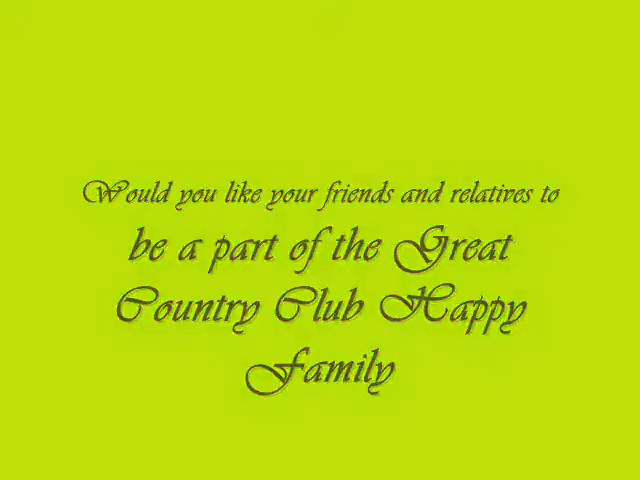 Would you like your friends and relatives to
be a part of the Great
Country Club Happy
Family